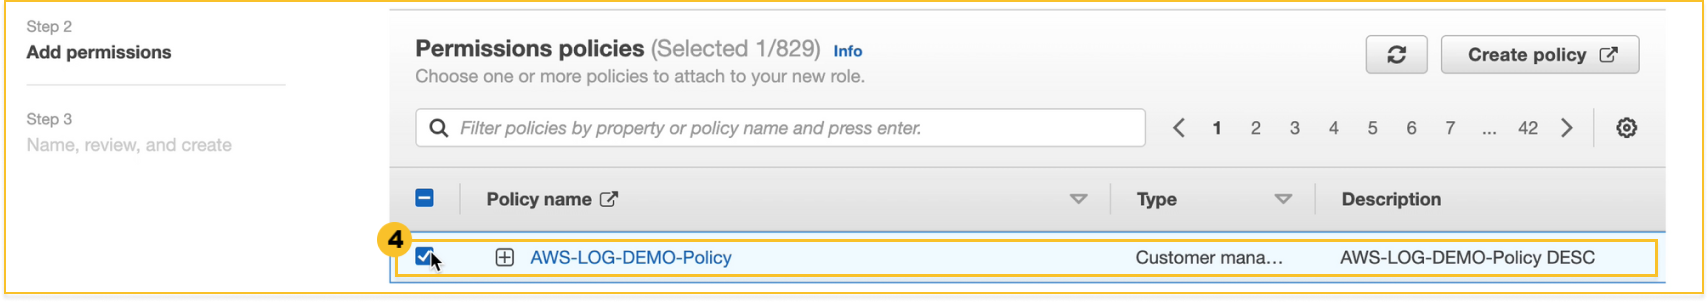 Step 2
Add permissions
Step 3
Name, review, and create
Permissions policies (Selected 1/829) Info
Choose one or more policies to attach to your new role.
Create policy
Filter policies by property or policy name and press enter.
1 2 3 4 5 6 7 ... 42
Policy name Type Description
4
AWS-LOG-DEMO-Policy Customer mana... AWS-LOG-DEMO-Policy DESC